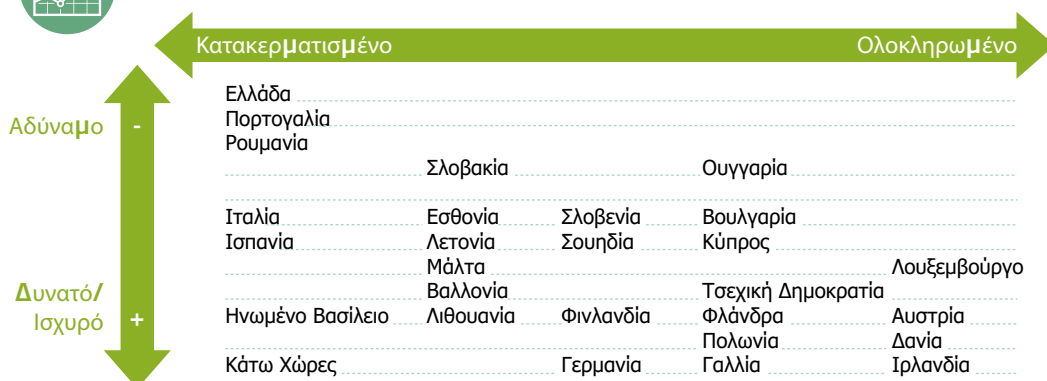 Κατακερματισμένο Ολοκληρωμένο
Ελλάδα
Αδύναμο - Πορτογαλία
Ρουμανία
Σλοβακία Ουγγαρία
Ιταλία Εσθονία Σλοβενία Βουλγαρία
Ισπανία Λετονία Σουηδία Κύπρος
Μάλτα Λουξεμβούργο
Δυνατό/ Βαλλονία Τσεχική Δημοκρατία
Ισχυρό + Ηνωμένο Βασίλειο Λιθουανία Φινλανδία Φλάνδρα Αυστρία
Πολωνία Δανία
Κάτω Χώρες Γερμανία Γαλλία Ιρλανδία